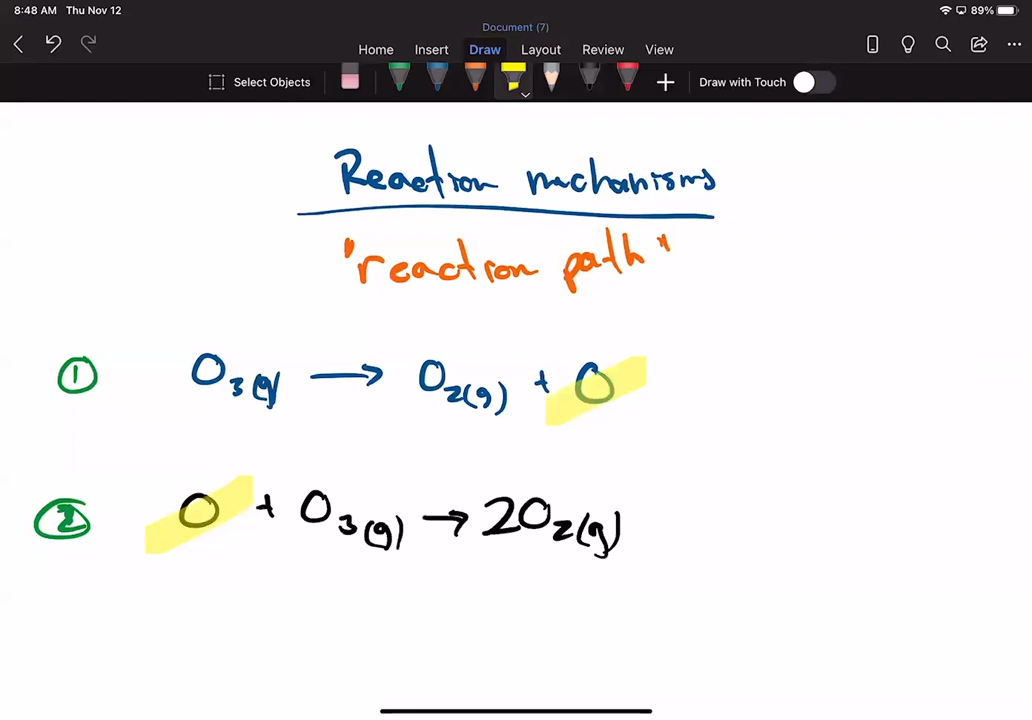 8:48 AM Thu Nov 12
89%
Document (7)
Home Insert Draw Layout Review View
Select Objects
Draw with Touch
Reaction mechanisms
"reaction path"
① O₃(g) → O₂(g) + O
② O + O₃(g) → 2O₂(g)